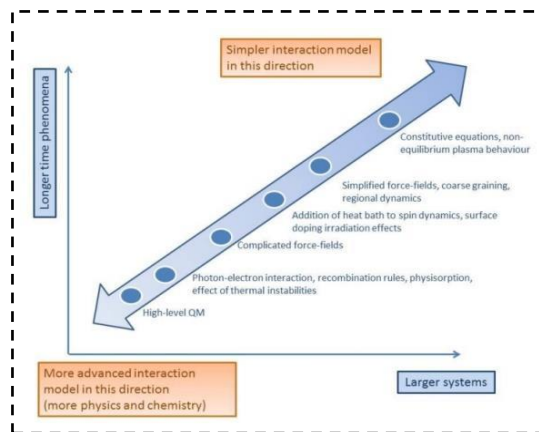 Simpler interaction model
in this direction
Longer time phenomena
Constitutive equations, non-
equilibrium plasma behaviour
Simplified force-fields, coarse graining,
regional dynamics
Addition of heat bath to spin dynamics, surface
doping irradiation effects
Complicated force-fields
Photon-electron interaction, recombination rules, physisorption,
effect of thermal instabilities
High-level QM
More advanced interaction
model in this direction
(more physics and chemistry)
Larger systems